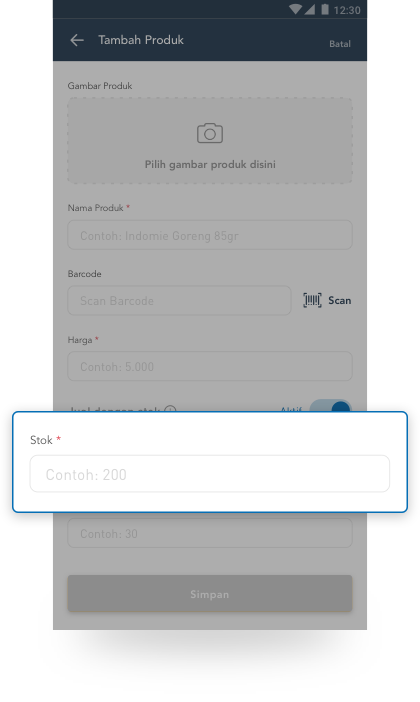 12:30
Tambah Produk
Batal
Gambar Produk
Pilih gambar produk disini
Nama Produk *
Contoh: Indomie Goreng 85gr
Barcode
Scan Barcode
Scan
Harga *
Contoh: 5.000
Jual dengan stok
Aktif
Stok *
Contoh: 200
Contoh: 30
Simpan